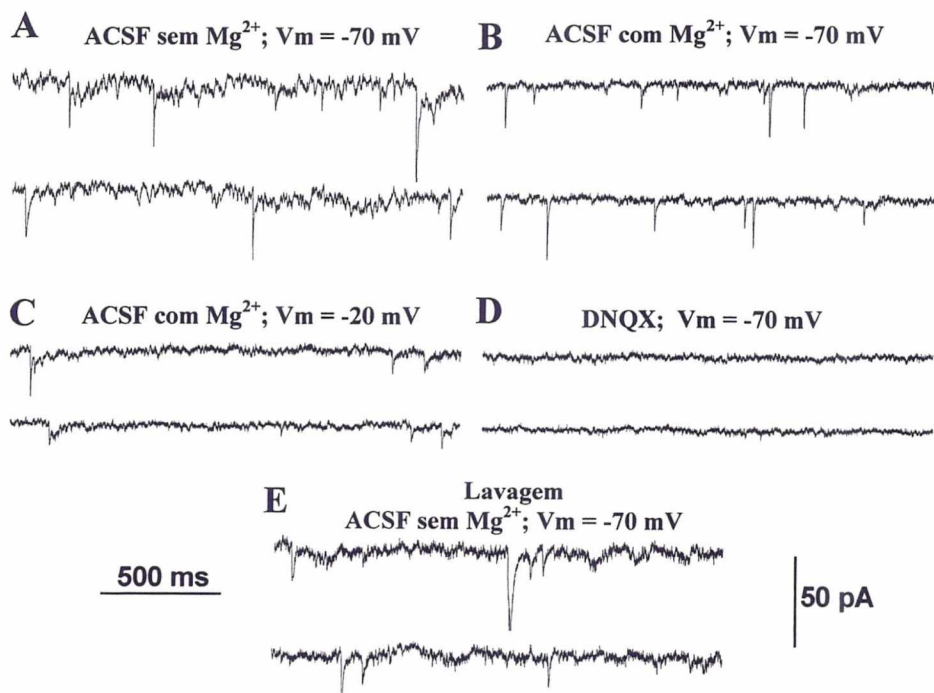 A
ACSF sem Mg²⁺; Vm = -70 mV
B
ACSF com Mg²⁺; Vm = -70 mV
C
ACSF com Mg²⁺; Vm = -20 mV
D
DNQX; Vm = -70 mV
E
Lavagem
ACSF sem Mg²⁺; Vm = -70 mV
500 ms
50 pA